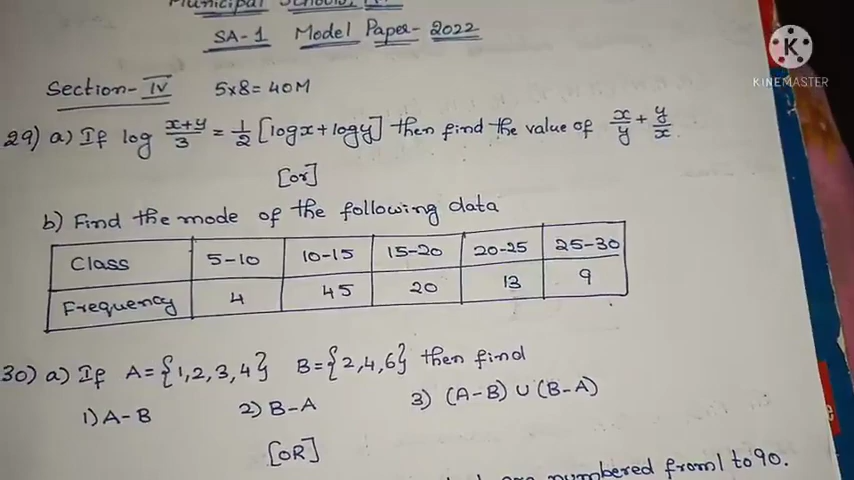 Municipal Schools,
SA-1 Model Paper- 2022
Section-IV 5x8=40M
29) a) If log x+y/3 = 1/2 [logx+logy] then find the value of x/y + y/x
[or]
b) Find the mode of the following data
Class 5-10 10-15 15-20 20-25 25-30
Frequency 4 45 20 13 9
30) a) If A={1,2,3,4} B={2,4,6} then find
1) A-B 2) B-A 3) (A-B) ∪ (B-A)
[OR]
are numbered from 1 to 90.
K
KINEMASTER